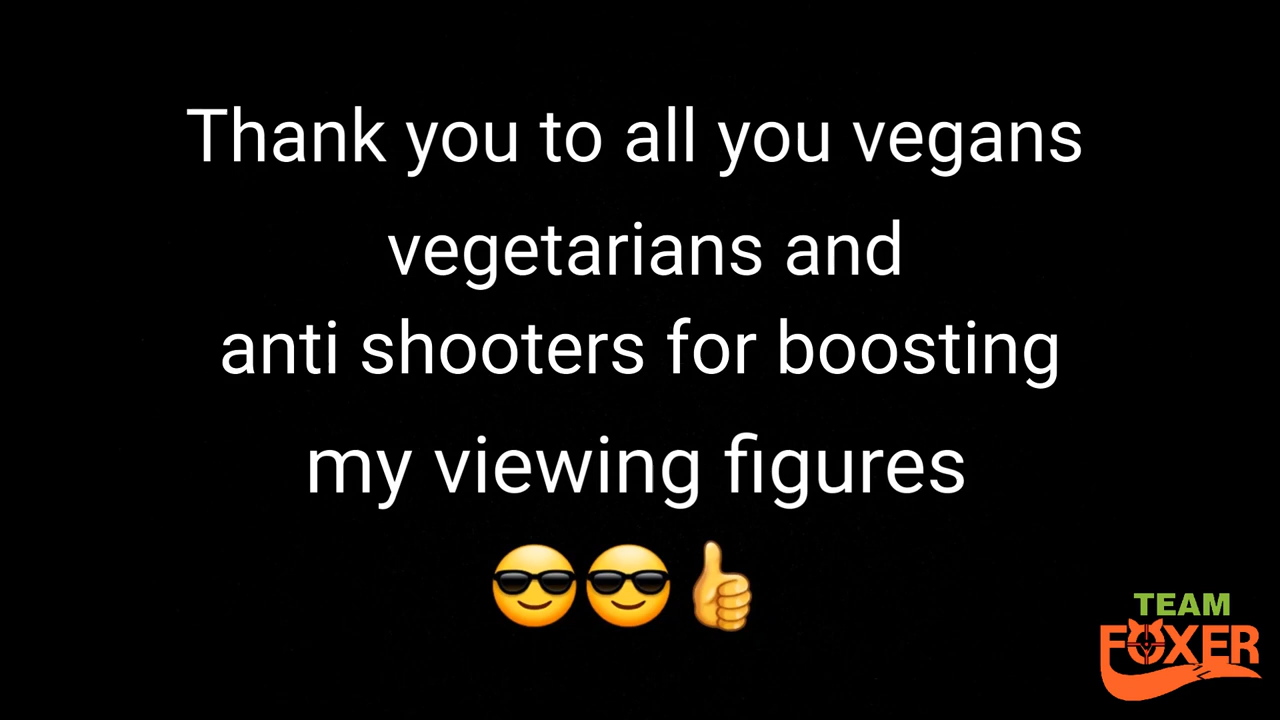 Thank you to all you vegans
vegetarians and
anti shooters for boosting
my viewing figures
😎😎👍
TEAM
FOXER